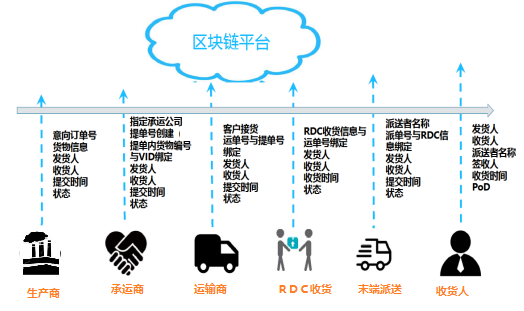 区块链平台
意向订单号
货物信息
发货人
收货人
提交时间
状态
指定承运公司
提单号创建（
提单内货物编号
与VID绑定
发货人
收货人
提交时间
状态
客户接货
运单号与提单号
绑定
发货人
收货人
提交时间
状态
RDC收货信息与
运单号绑定
发货人
收货人
收货时间
状态
派送者名称
派单号与RDC信
息绑定
发货人
收货人
提交时间
状态
发货人
收货人
派送者名称
签收人
收货时间
PoD
生产商
承运商
运输商
RDC收货
末端派送
收货人